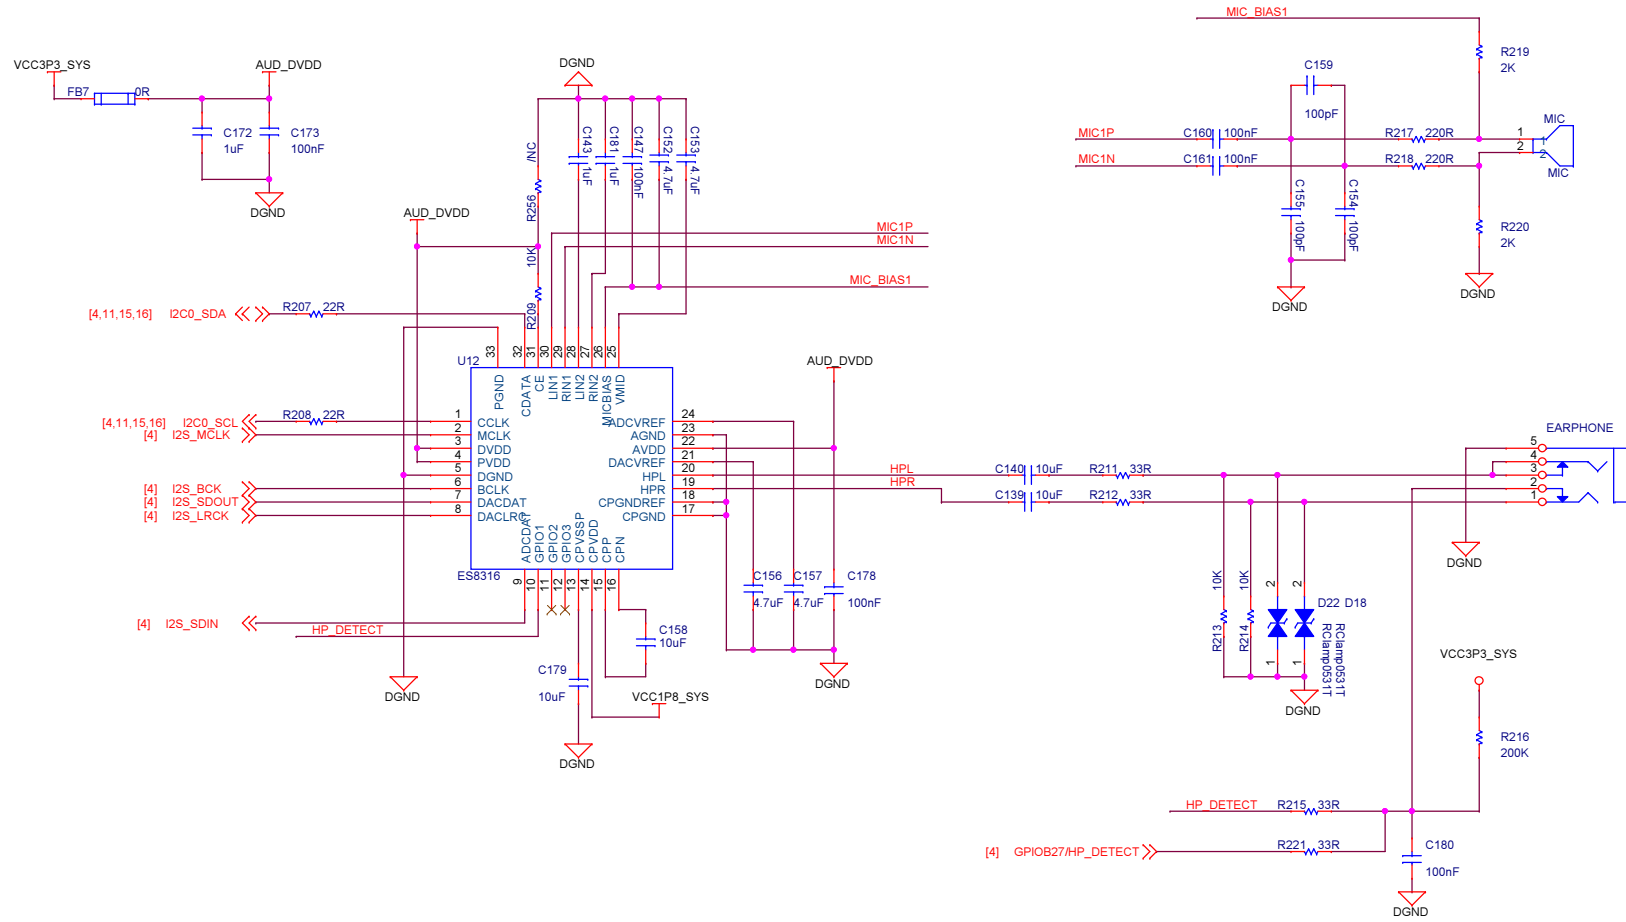 MIC_BIAS1
R219
2K
VCC3P3_SYS
AUD_DVDD
DGND
C159
100pF
FB7
0R
C172
1uF
C173
100nF
DGND
/NC
R256
10K
R209
C143
1uF
C181
1uF
C147
100nF
C152
4.7uF
C153
4.7uF
MIC1P
C160
100nF
R217
220R
1
MIC
1
MIC1N
C161
100nF
R218
220R
2
2
MIC
C155
100pF
C154
100pF
R220
2K
DGND
DGND
AUD_DVDD
MIC1P
MIC1N
MIC_BIAS1
[4,11,15,16]
I2C0_SDA
R207
22R
33
32
31
30
29
28
27
26
25
U12
PGND
CDATA
CE
LIN1
RIN1
LIN2
RIN2
MICBIAS
VMID
AUD_DVDD
[4,11,15,16]
I2C0_SCL
R208
22R
1
CCLK
ADCVREF
24
[4]
I2S_MCLK
2
MCLK
AGND
23
3
DVDD
AVDD
22
4
PVDD
DACVREF
21
5
DGND
HPL
20
HPL
C140
10uF
R211
33R
[4]
I2S_BCK
6
BCLK
HPR
19
HPR
[4]
I2S_SDOUT
7
DACDAT
CPGNDREF
18
C139
10uF
R212
33R
[4]
I2S_LRCK
8
DACLRC
CPGND
17
EARPHONE
5
4
3
2
1
DGND
ADCDAT
GPIO1
GPIO2
GPIO3
CPVSSP
CPVDD
CPP
CPN
ES8316
9
10
11
12
13
14
15
16
C156
4.7uF
C157
4.7uF
C178
100nF
DGND
10K
R213
10K
R214
2
2
1
1
D22
D18
RClamp0531T
RClamp0531T
DGND
[4]
I2S_SDIN
HP_DETECT
C158
10uF
C179
10uF
VCC1P8_SYS
DGND
DGND
VCC3P3_SYS
R216
200K
HP_DETECT
R215
33R
[4]
GPIOB27/HP_DETECT
R221
33R
C180
100nF
DGND